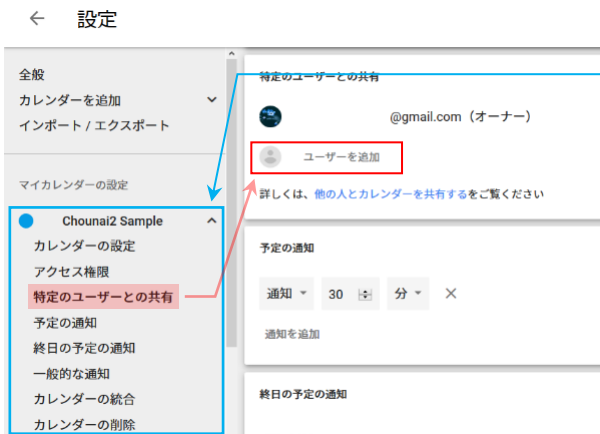 ← 設定
全般
カレンダーを追加
インポート / エクスポート
マイカレンダーの設定
Chounai2 Sample
カレンダーの設定
アクセス権限
特定のユーザーとの共有
予定の通知
終日の予定の通知
一般的な通知
カレンダーの統合
カレンダーの削除
特定のユーザーとの共有
@gmail.com（オーナー）
ユーザーを追加
詳しくは、他の人とカレンダーを共有するをご覧ください
予定の通知
通知 30 分
通知を追加
終日の予定の通知